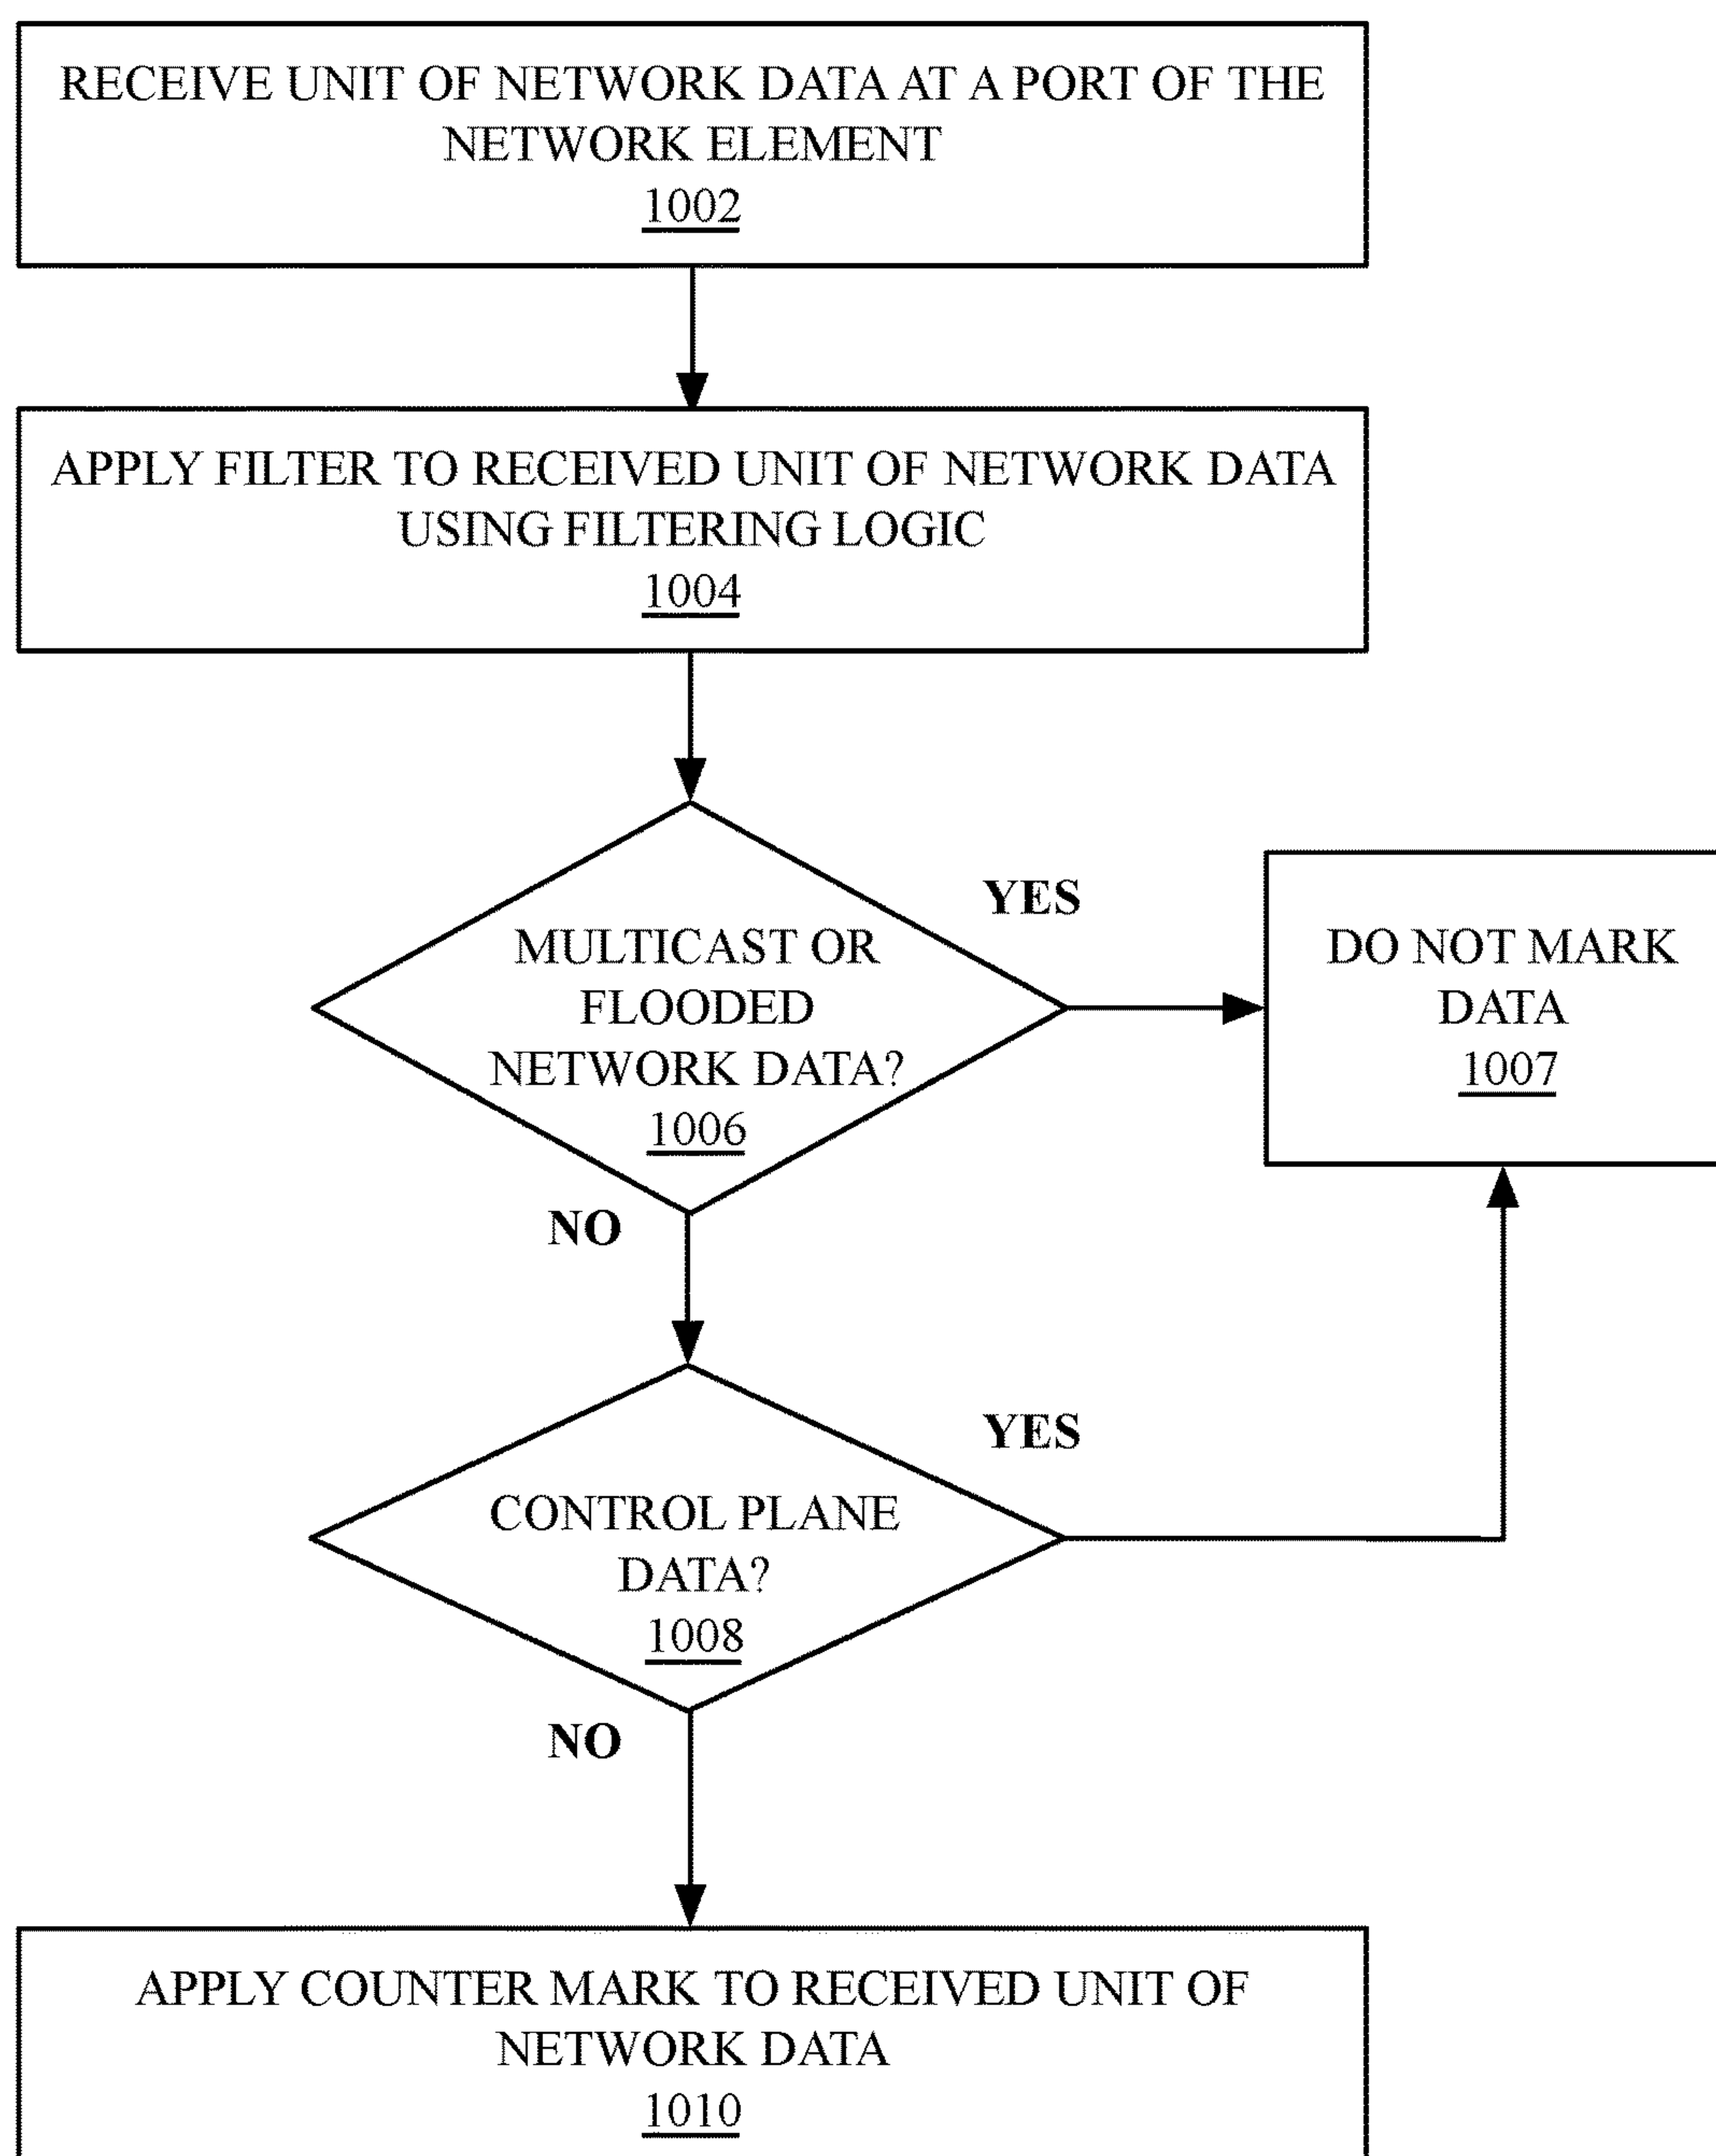 RECEIVE UNIT OF NETWORK DATA AT A PORT OF THE
NETWORK ELEMENT
1002
APPLY FILTER TO RECEIVED UNIT OF NETWORK DATA
USING FILTERING LOGIC
1004
YES
MULTICAST OR
FLOODED
NETWORK DATA?
1006
DO NOT MARK
DATA
1007
NO
YES
CONTROL PLANE
DATA?
1008
NO
APPLY COUNTER MARK TO RECEIVED UNIT OF
NETWORK DATA
1010